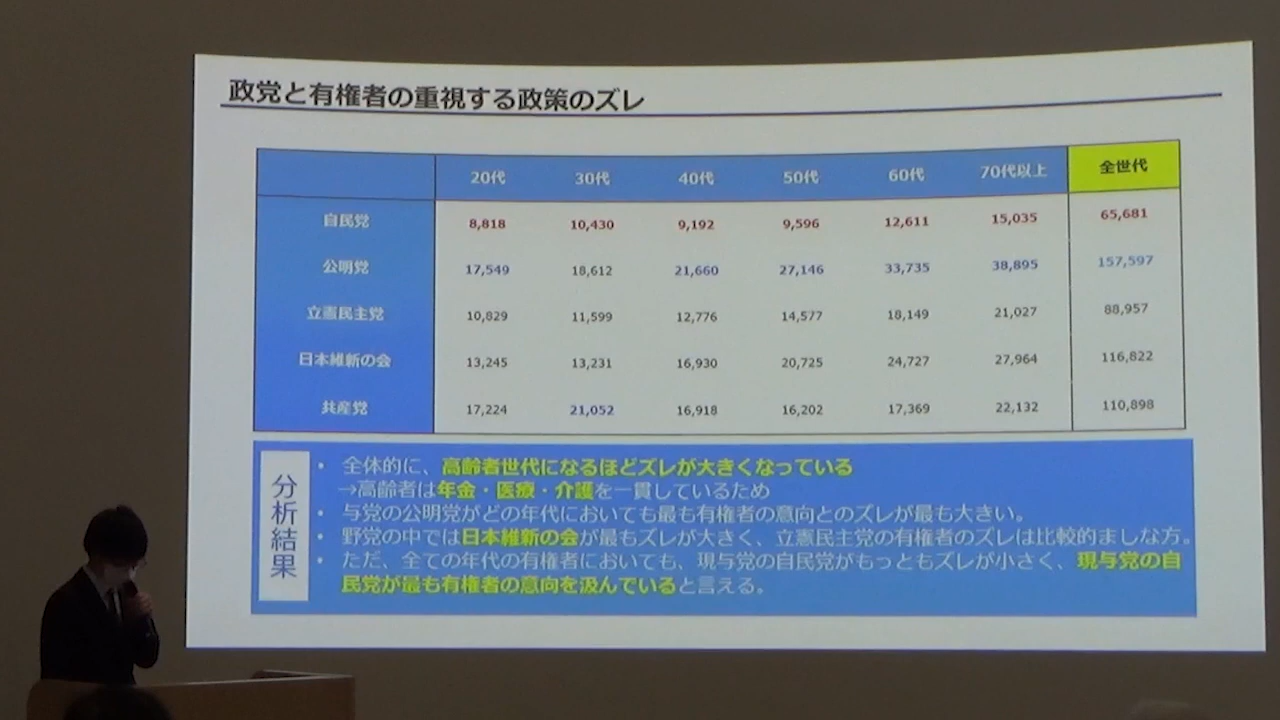 政党と有権者の重視する政策のズレ
20代 30代 40代 50代 60代 70代以上 全世代
自民党 8,818 10,430 9,192 9,596 12,611 15,035 65,681
公明党 17,549 18,612 21,660 27,146 33,735 38,895 157,597
立憲民主党 10,829 11,599 12,776 14,577 18,149 21,027 88,957
日本維新の会 13,245 13,231 16,930 20,725 24,727 27,964 116,822
共産党 17,224 21,052 16,918 16,202 17,369 22,132 110,898
分析結果
• 全体的に、高齢者世代になるほどズレが大きくなっている
→高齢者は年金・医療・介護を一貫しているため
• 与党の公明党がどの年代においても最も有権者の意向とのズレが最も大きい。
• 野党の中では日本維新の会が最もズレが大きく、立憲民主党の有権者のズレは比較的ましな方。
• ただ、全ての年代の有権者においても、現与党の自民党がもっともズレが小さく、現与党の自
民党が最も有権者の意向を汲んでいると言える。